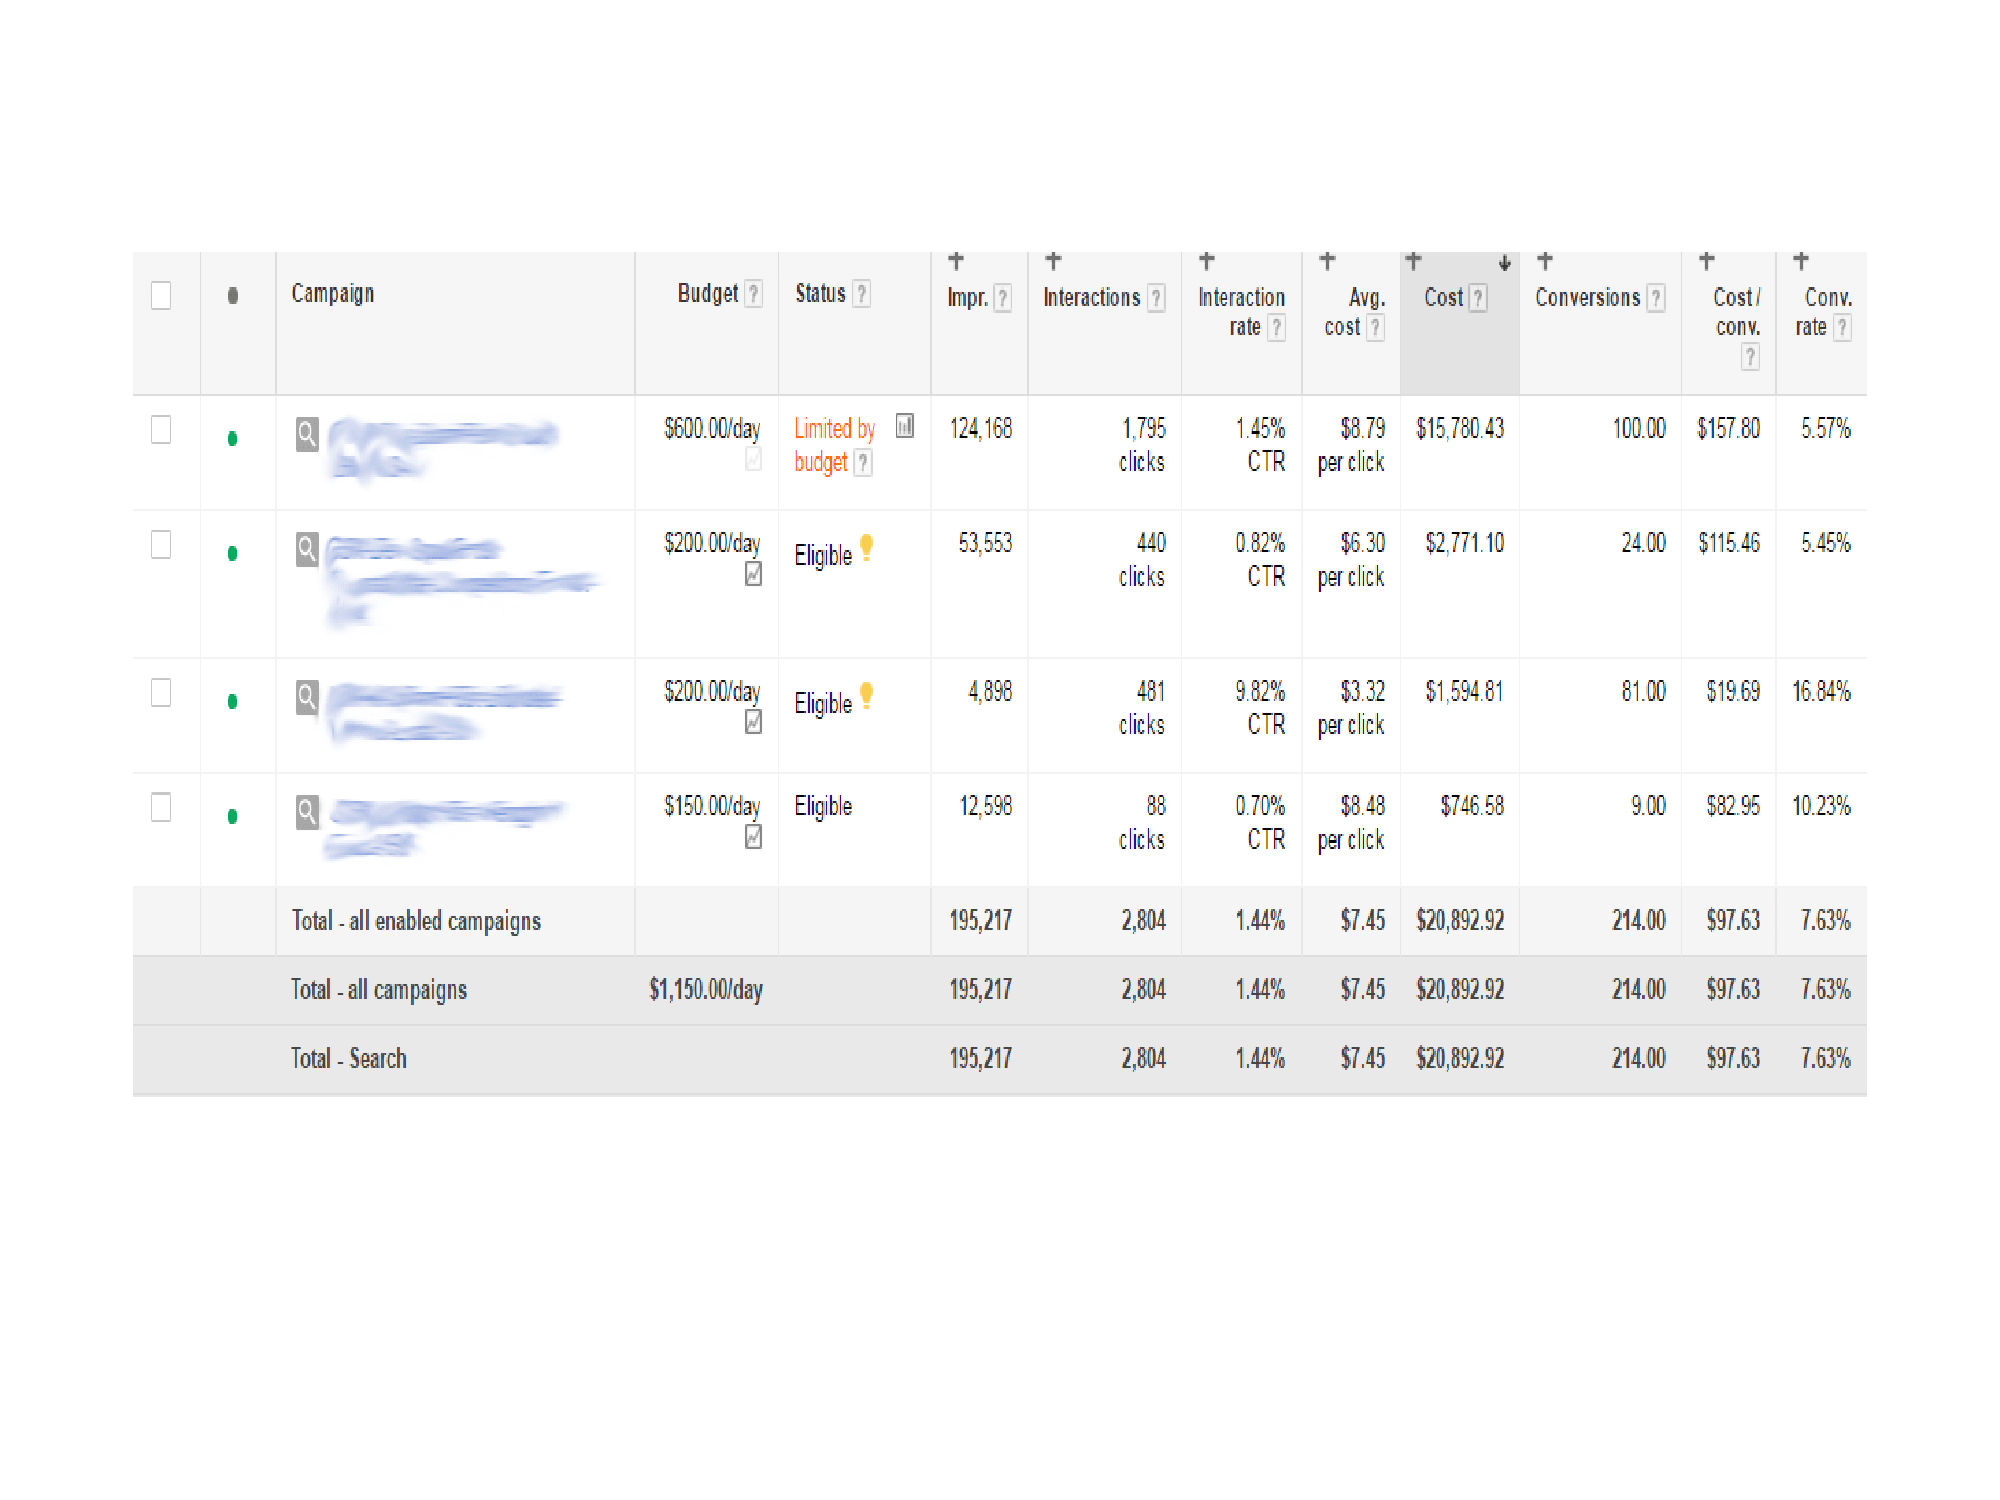 Campaign Budget ? Status ? Impr. ? Interactions ? Interaction rate ? Avg. cost ? Cost ? Conversions ? Cost / conv. ? Conv. rate ?
$600.00/day Limited by budget ? 124,168 1,795 clicks 1.45% CTR $8.79 per click $15,780.43 100.00 $157.80 5.57%
$200.00/day Eligible 53,553 440 clicks 0.82% CTR $6.30 per click $2,771.10 24.00 $115.46 5.45%
$200.00/day Eligible 4,898 481 clicks 9.82% CTR $3.32 per click $1,594.81 81.00 $19.69 16.84%
$150.00/day Eligible 12,598 88 clicks 0.70% CTR $8.48 per click $746.58 9.00 $82.95 10.23%
Total - all enabled campaigns 195,217 2,804 1.44% $7.45 $20,892.92 214.00 $97.63 7.63%
Total - all campaigns $1,150.00/day 195,217 2,804 1.44% $7.45 $20,892.92 214.00 $97.63 7.63%
Total - Search 195,217 2,804 1.44% $7.45 $20,892.92 214.00 $97.63 7.63%